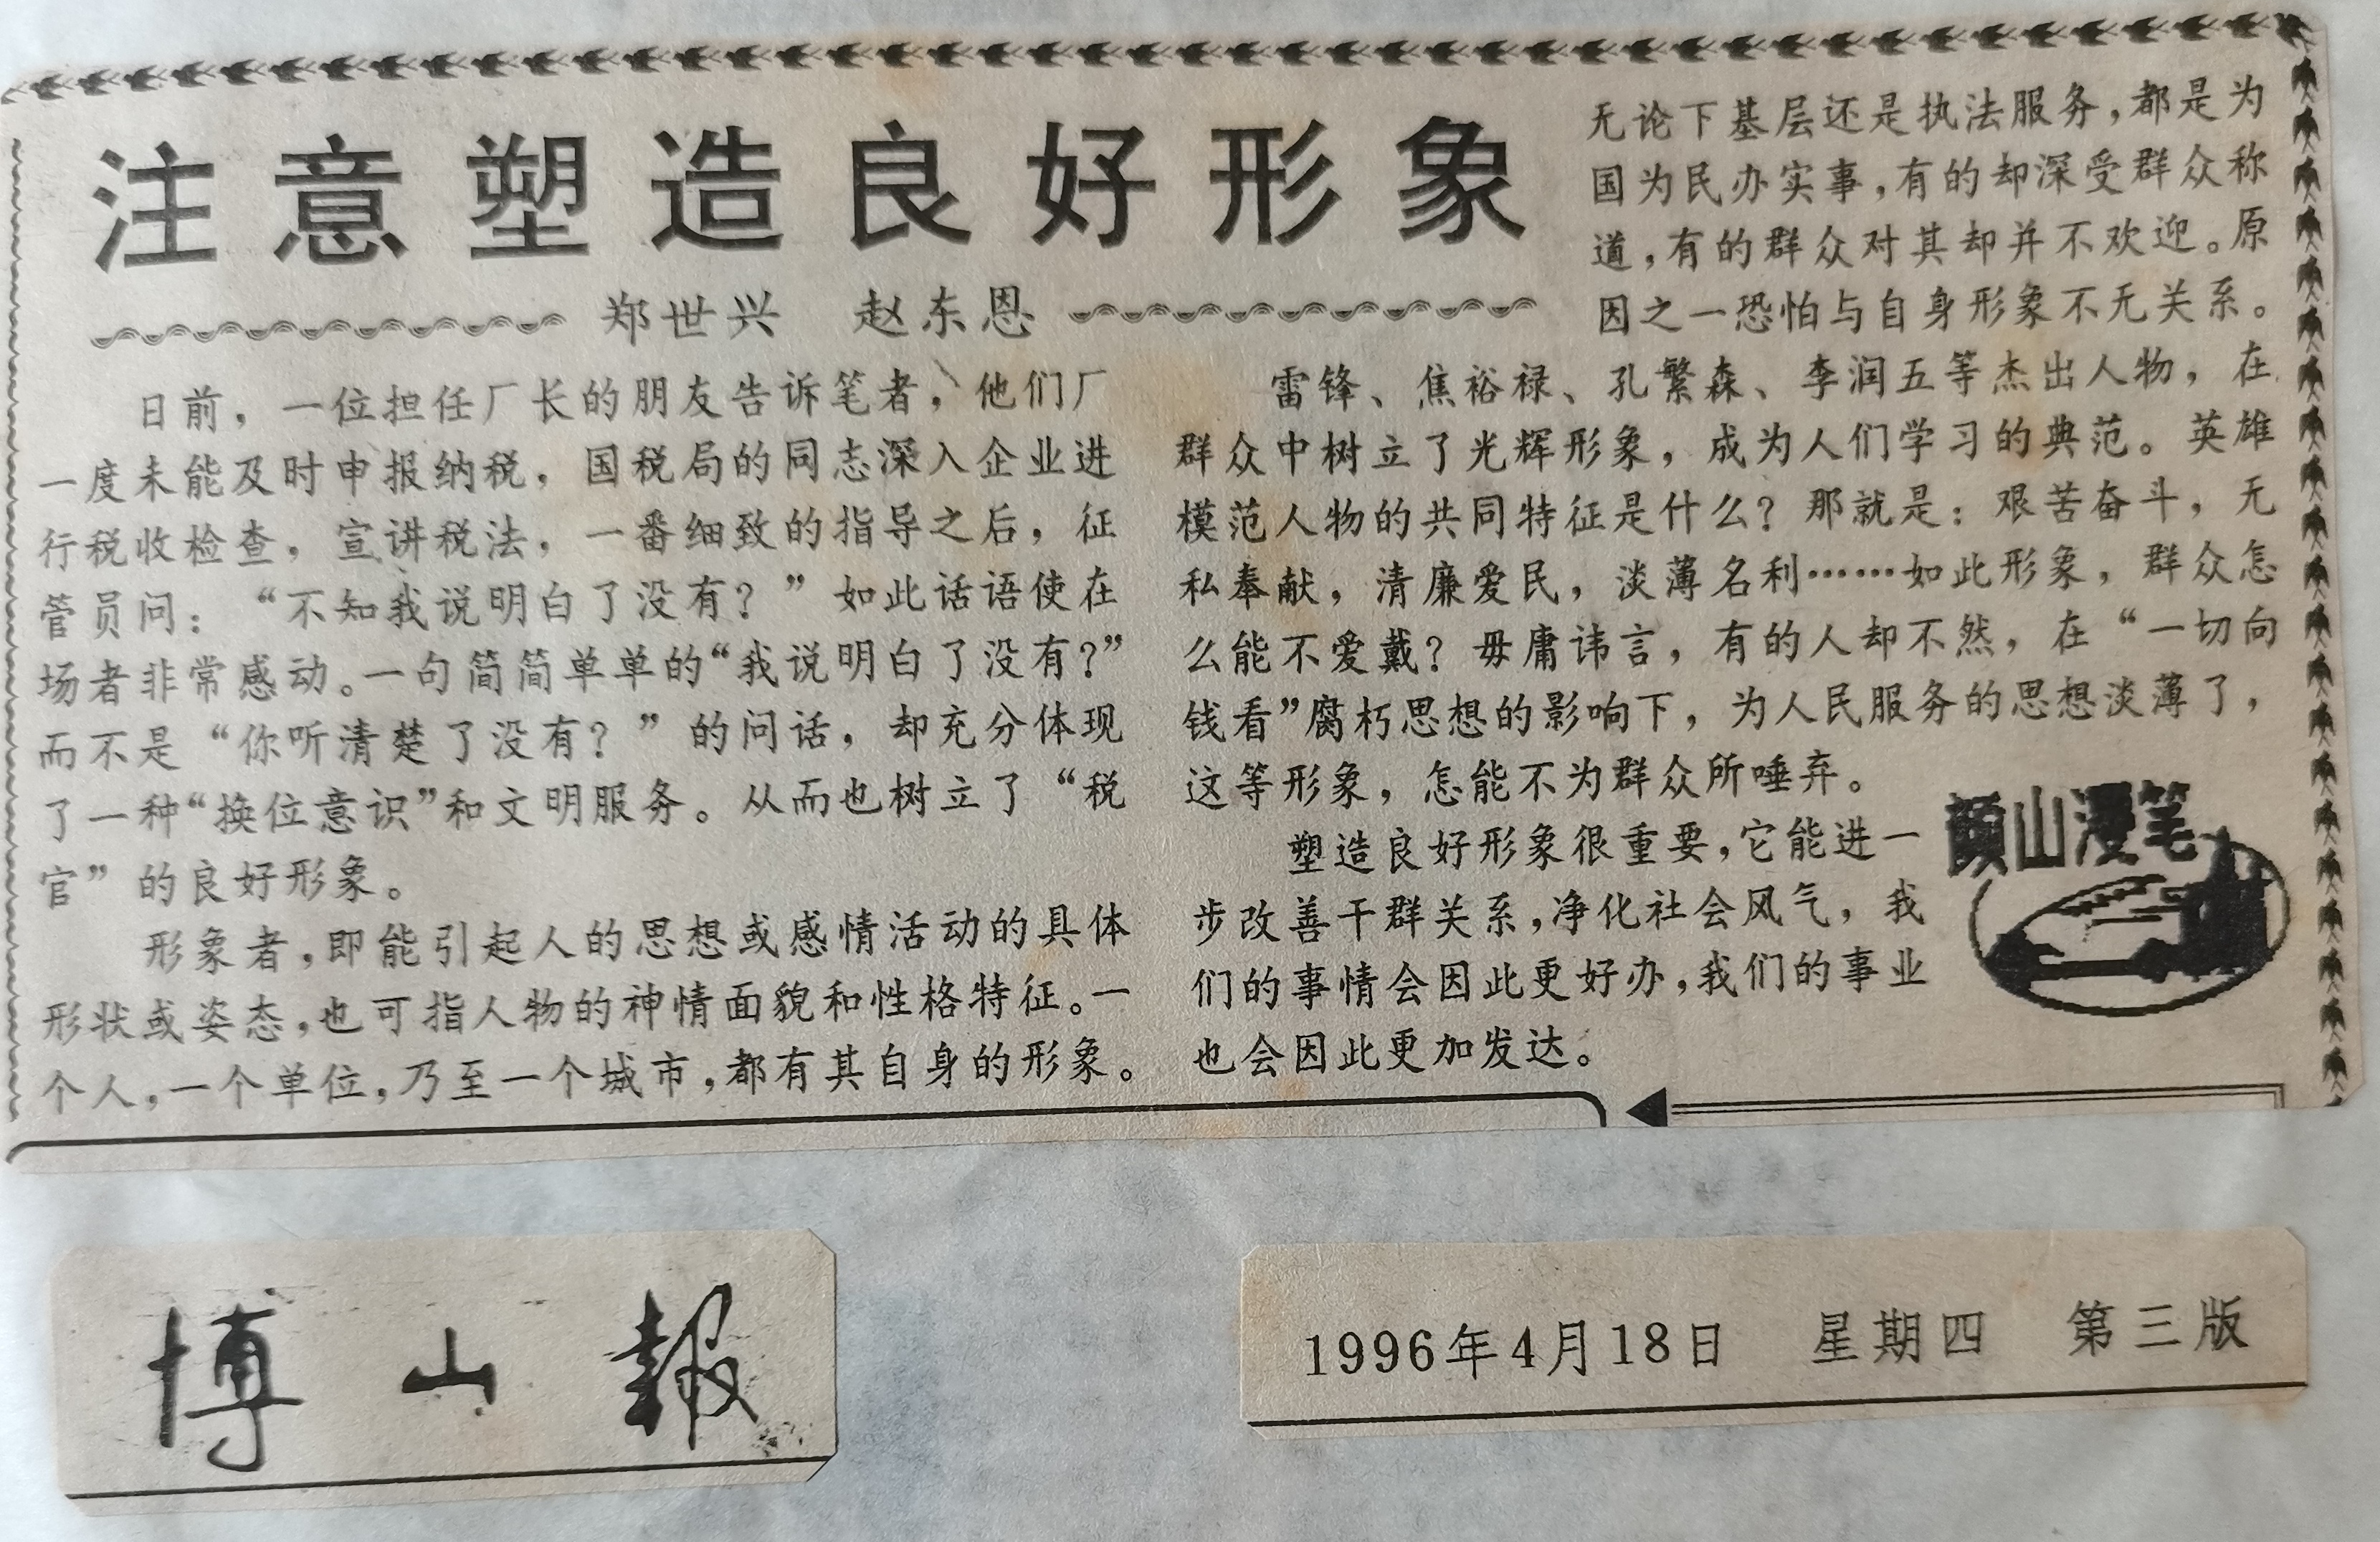 注意塑造良好形象
郑世兴 赵东恩
日前，一位担任厂长的朋友告诉笔者，他们厂
一度未能及时申报纳税，国税局的同志深入企业进
行税收检查，宣讲税法，一番细致的指导之后，征
管员问：“不知我说明白了没有？”如此话语使在
场者非常感动。一句简简单单的“我说明白了没有？”
而不是“你听清楚了没有？”的问话，却充分体现
了一种“换位意识”和文明服务。从而也树立了“税
官”的良好形象。
形象者，即能引起人的思想或感情活动的具体
形状或姿态，也可指人物的神情面貌和性格特征。一
个人，一个单位，乃至一个城市，都有其自身的形象。
无论下基层还是执法服务，都是为
国为民办实事，有的却深受群众称
道，有的群众对其却并不欢迎。原
因之一恐怕与自身形象不无关系。
雷锋、焦裕禄、孔繁森、李润五等杰出人物，在
群众中树立了光辉形象，成为人们学习的典范。英雄
模范人物的共同特征是什么？那就是：艰苦奋斗，无
私奉献，清廉爱民，淡薄名利……如此形象，群众怎
么能不爱戴？毋庸讳言，有的人却不然，在“一切向
钱看”腐朽思想的影响下，为人民服务的思想淡薄了，
这等形象，怎能不为群众所唾弃。
塑造良好形象很重要，它能进一
步改善干群关系，净化社会风气，我
们的事情会因此更好办，我们的事业
也会因此更加发达。
颜山漫笔
博山報
1996年4月18日 星期四 第三版